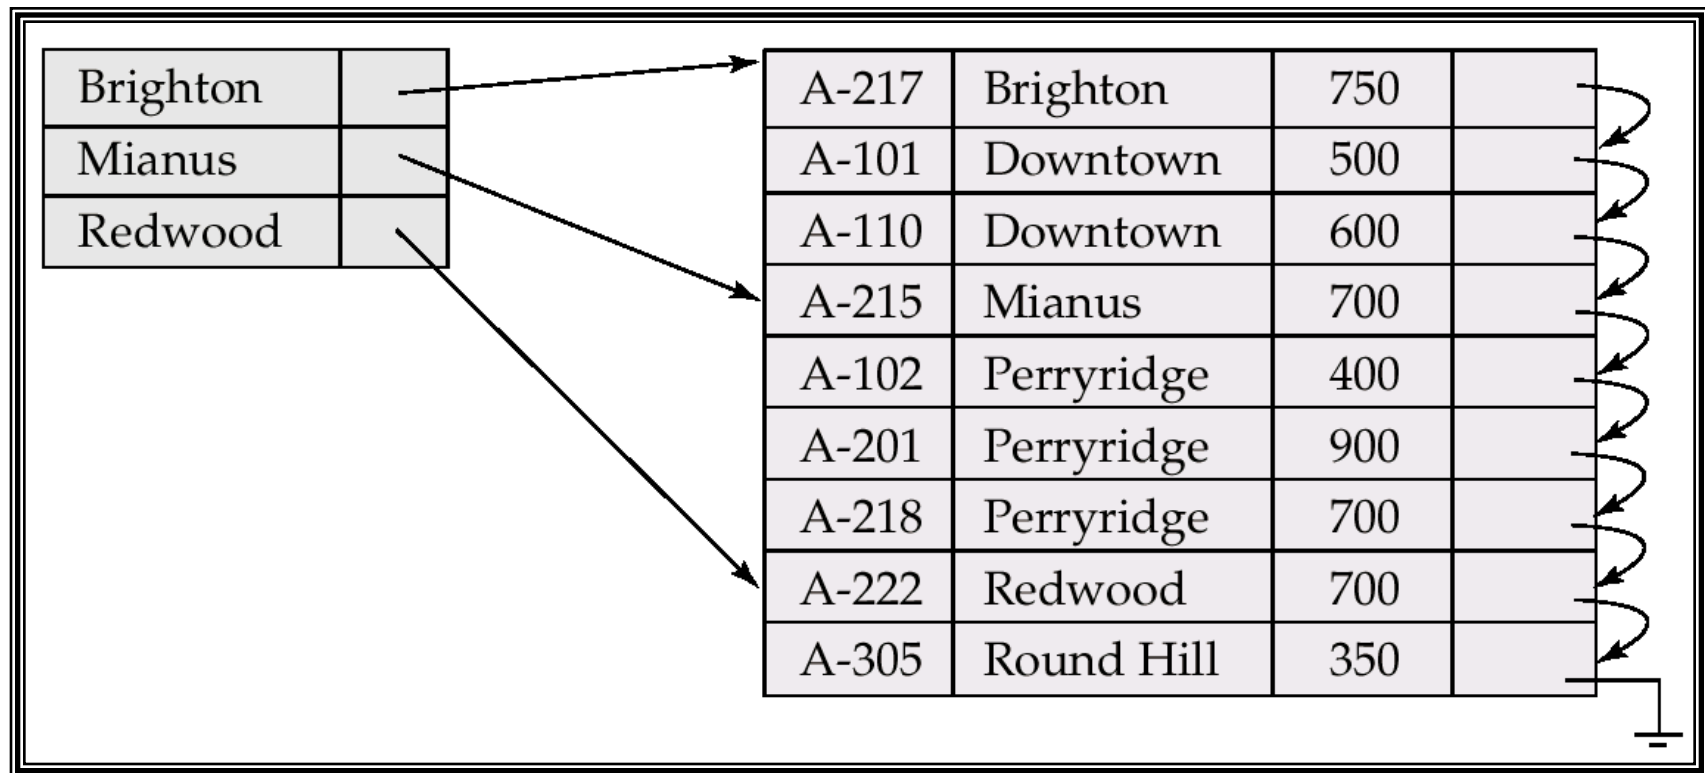 Brighton
Mianus
Redwood
A-217 Brighton 750
A-101 Downtown 500
A-110 Downtown 600
A-215 Mianus 700
A-102 Perryridge 400
A-201 Perryridge 900
A-218 Perryridge 700
A-222 Redwood 700
A-305 Round Hill 350